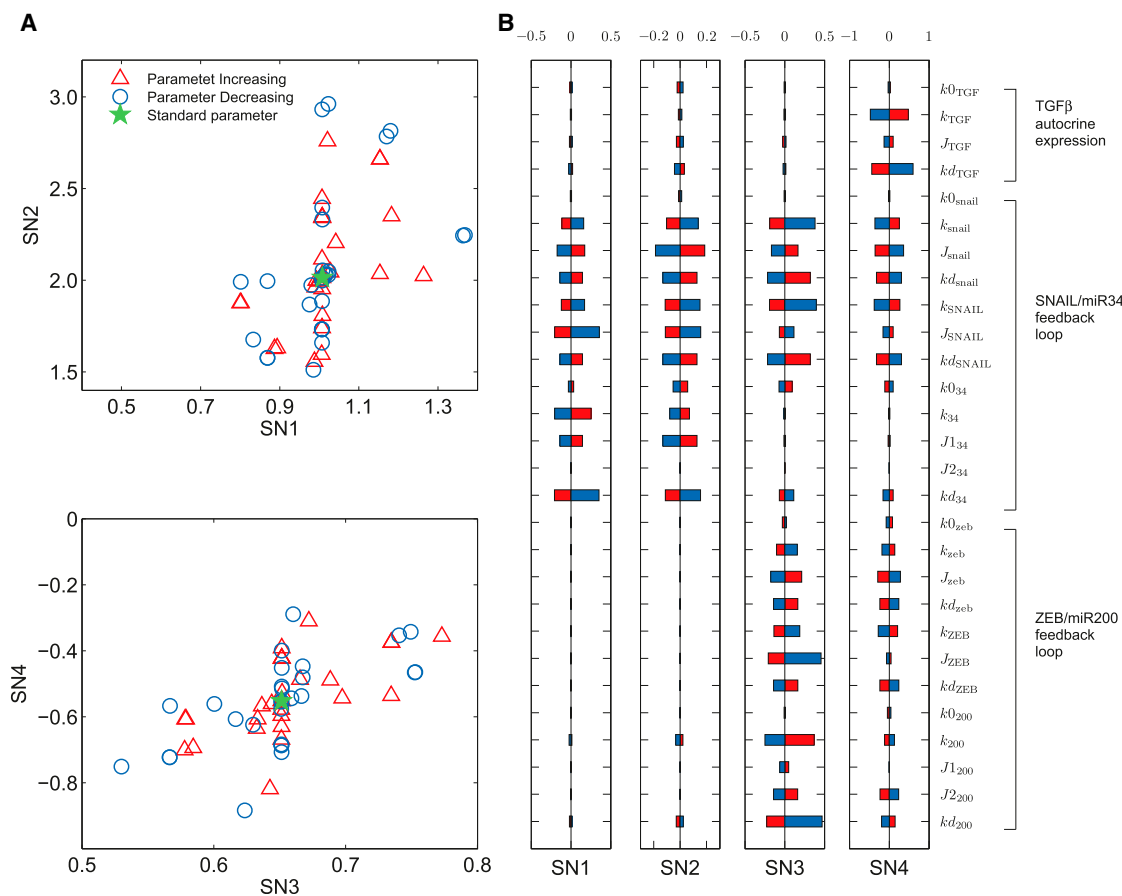 A
B
Parametet Increasing
Parameter Decreasing
Standard parameter
3.0
2.5
2.0
1.5
SN2
0.5 0.7 0.9 1.1 1.3
SN1
0
−0.2
−0.4
−0.6
−0.8
SN4
0.5 0.6 0.7 0.8
SN3
−0.5 0 0.5 −0.2 0 0.2 −0.5 0 0.5 −1 0 1
k0TGF
kTGF
JTGF
kdTGF
k0snail
ksnail
Jsnail
kdsnail
kSNAIL
JSNAIL
kdSNAIL
k034
k34
J134
J234
kd34
k0zeb
kzeb
Jzeb
kdzeb
kZEB
JZEB
kdZEB
k0200
k200
J1200
J2200
kd200
SN1 SN2 SN3 SN4
TGFβ
autocrine
expression
SNAIL/miR34
feedback
loop
ZEB/miR200
feedback
loop